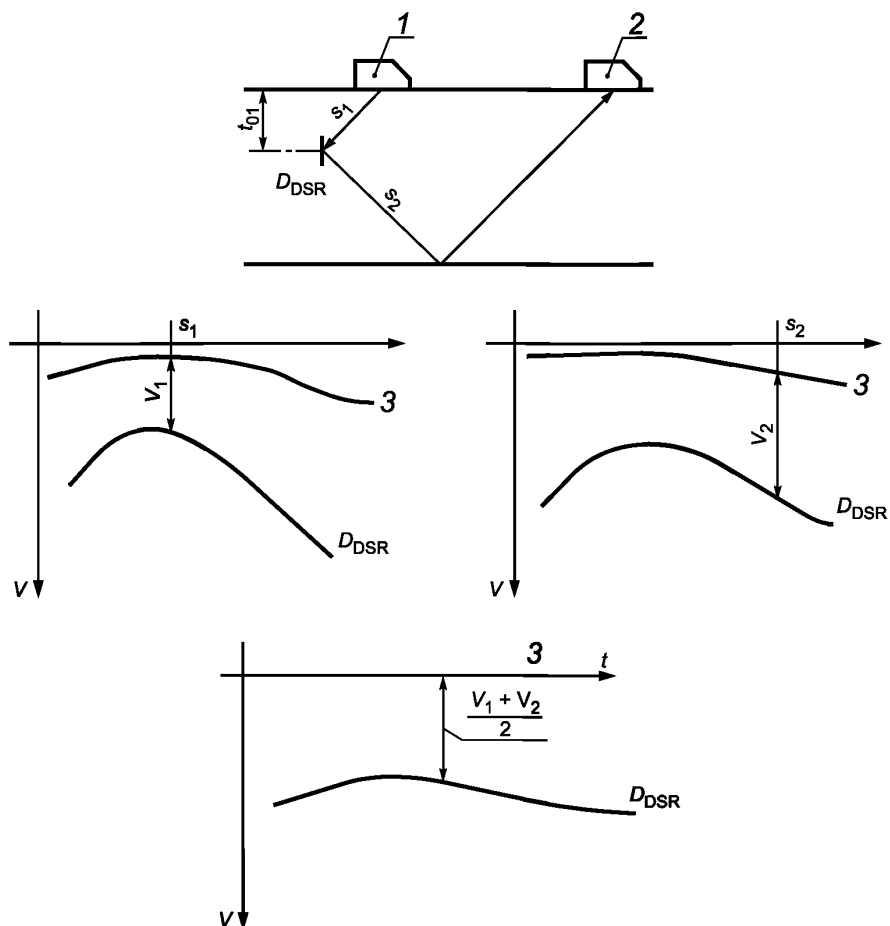 1
2
t01
s1
DDSR
s2
s1
V1
3
DDSR
V
s2
3
V2
DDSR
V
3
t
V1 + V2
2
DDSR
V